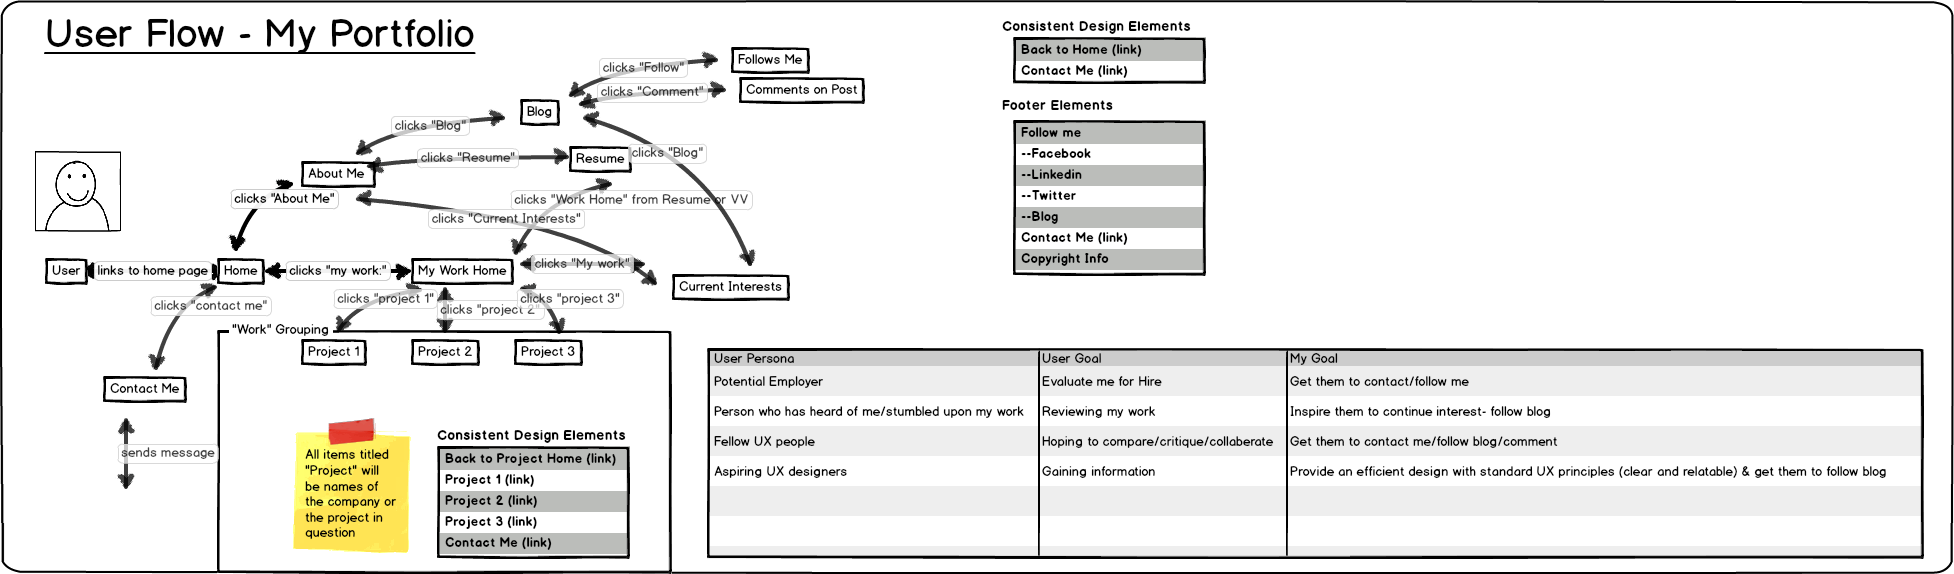 User Flow - My Portfolio
clicks "Follow"
Follows Me
clicks "Comment"
Comments on Post
Blog
clicks "Blog"
clicks "Resume"
Resume
clicks "Blog"
About Me
clicks "About Me"
clicks "Work Home" from Resume or VV
clicks "Current Interests"
User
links to home page
Home
clicks "my work:"
My Work Home
clicks "My work"
Current Interests
clicks "contact me"
clicks "project 1"
clicks "project 2"
clicks "project 3"
"Work" Grouping
Project 1
Project 2
Project 3
Contact Me
sends message
All items titled
"Project" will
be names of
the company or
the project in
question
Consistent Design Elements
Back to Project Home (link)
Project 1 (link)
Project 2 (link)
Project 3 (link)
Contact Me (link)
Consistent Design Elements
Back to Home (link)
Contact Me (link)
Footer Elements
Follow me
--Facebook
--Linkedin
--Twitter
--Blog
Contact Me (link)
Copyright Info
User Persona User Goal My Goal
Potential Employer Evaluate me for Hire Get them to contact/follow me
Person who has heard of me/stumbled upon my work Reviewing my work Inspire them to continue interest- follow blog
Fellow UX people Hoping to compare/critique/collaberate Get them to contact me/follow blog/comment
Aspiring UX designers Gaining information Provide an efficient design with standard UX principles (clear and relatable) & get them to follow blog